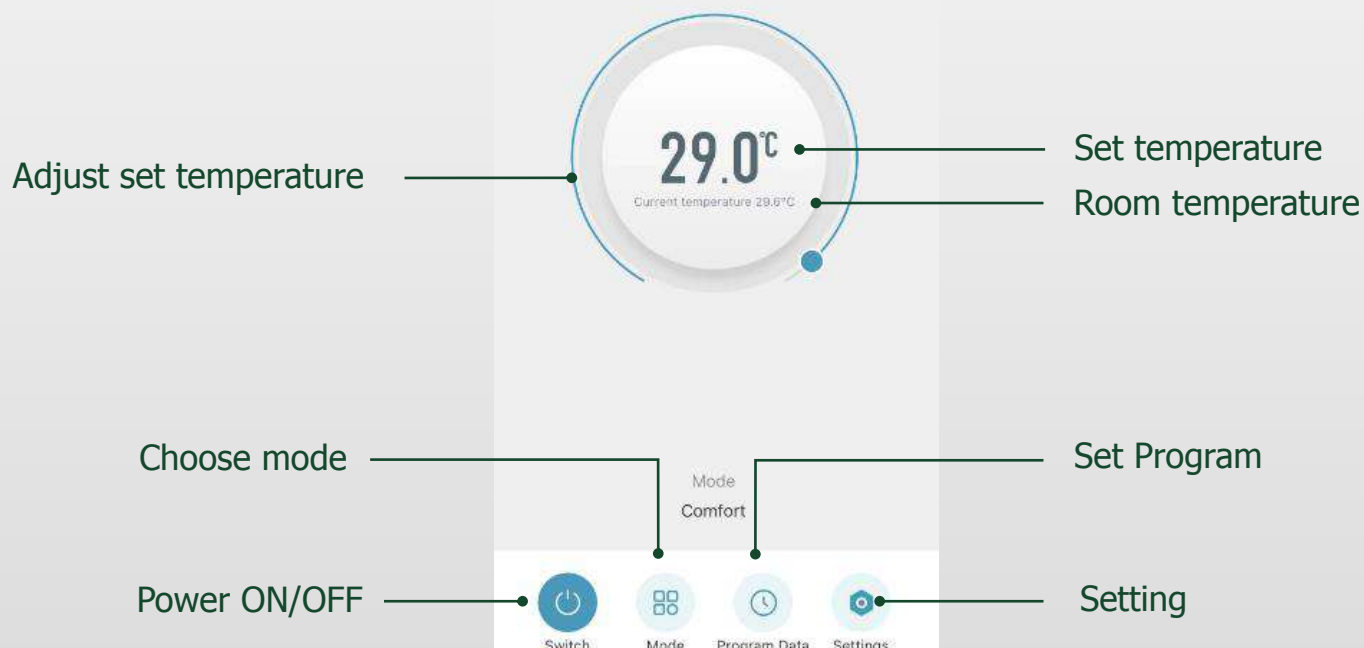 29.0℃
Current temperature 29.6°C
Adjust set temperature
Set temperature
Room temperature
Choose mode
Set Program
Mode
Comfort
Power ON/OFF
Setting
Switch
Mode
Program Data
Settings